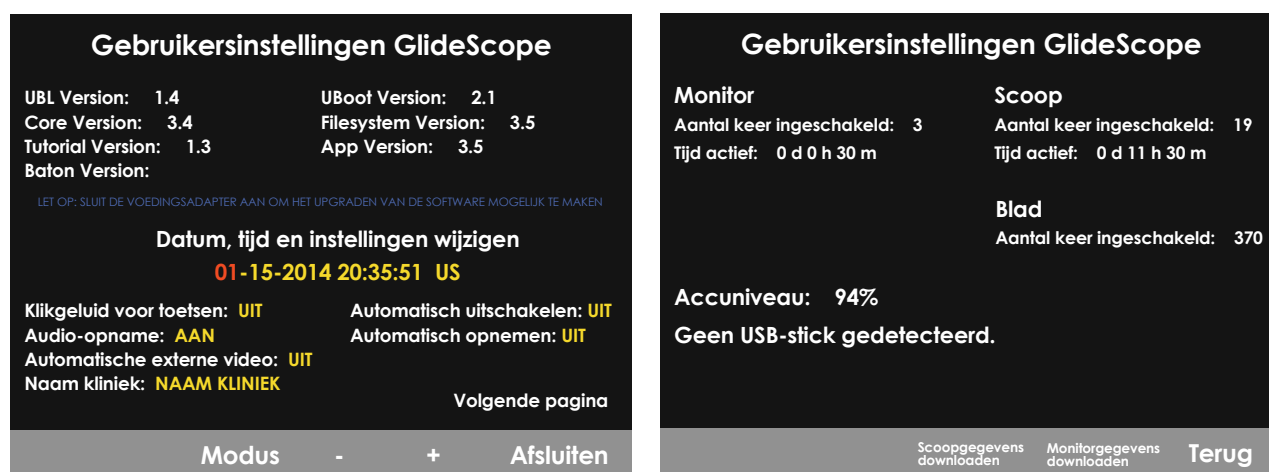 Gebruikersinstellingen GlideScope
UBL Version: 1.4 UBoot Version: 2.1
Core Version: 3.4 Filesystem Version: 3.5
Tutorial Version: 1.3 App Version: 3.5
Baton Version:
LET OP: SLUIT DE VOEDINGSADAPTER AAN OM HET UPGRADEN VAN DE SOFTWARE MOGELIJK TE MAKEN
Datum, tijd en instellingen wijzigen
01-15-2014 20:35:51 US
Klikgeluid voor toetsen: UIT Automatisch uitschakelen: UIT
Audio-opname: AAN Automatisch opnemen: UIT
Automatische externe video: UIT
Naam kliniek: NAAM KLINIEK
Volgende pagina
Modus - + Afsluiten
Gebruikersinstellingen GlideScope
Monitor Scoop
Aantal keer ingeschakeld: 3 Aantal keer ingeschakeld: 19
Tijd actief: 0 d 0 h 30 m Tijd actief: 0 d 11 h 30 m
Blad
Aantal keer ingeschakeld: 370
Accuniveau: 94%
Geen USB-stick gedetecteerd.
Scoopgegevens downloaden Monitorgegevens downloaden Terug